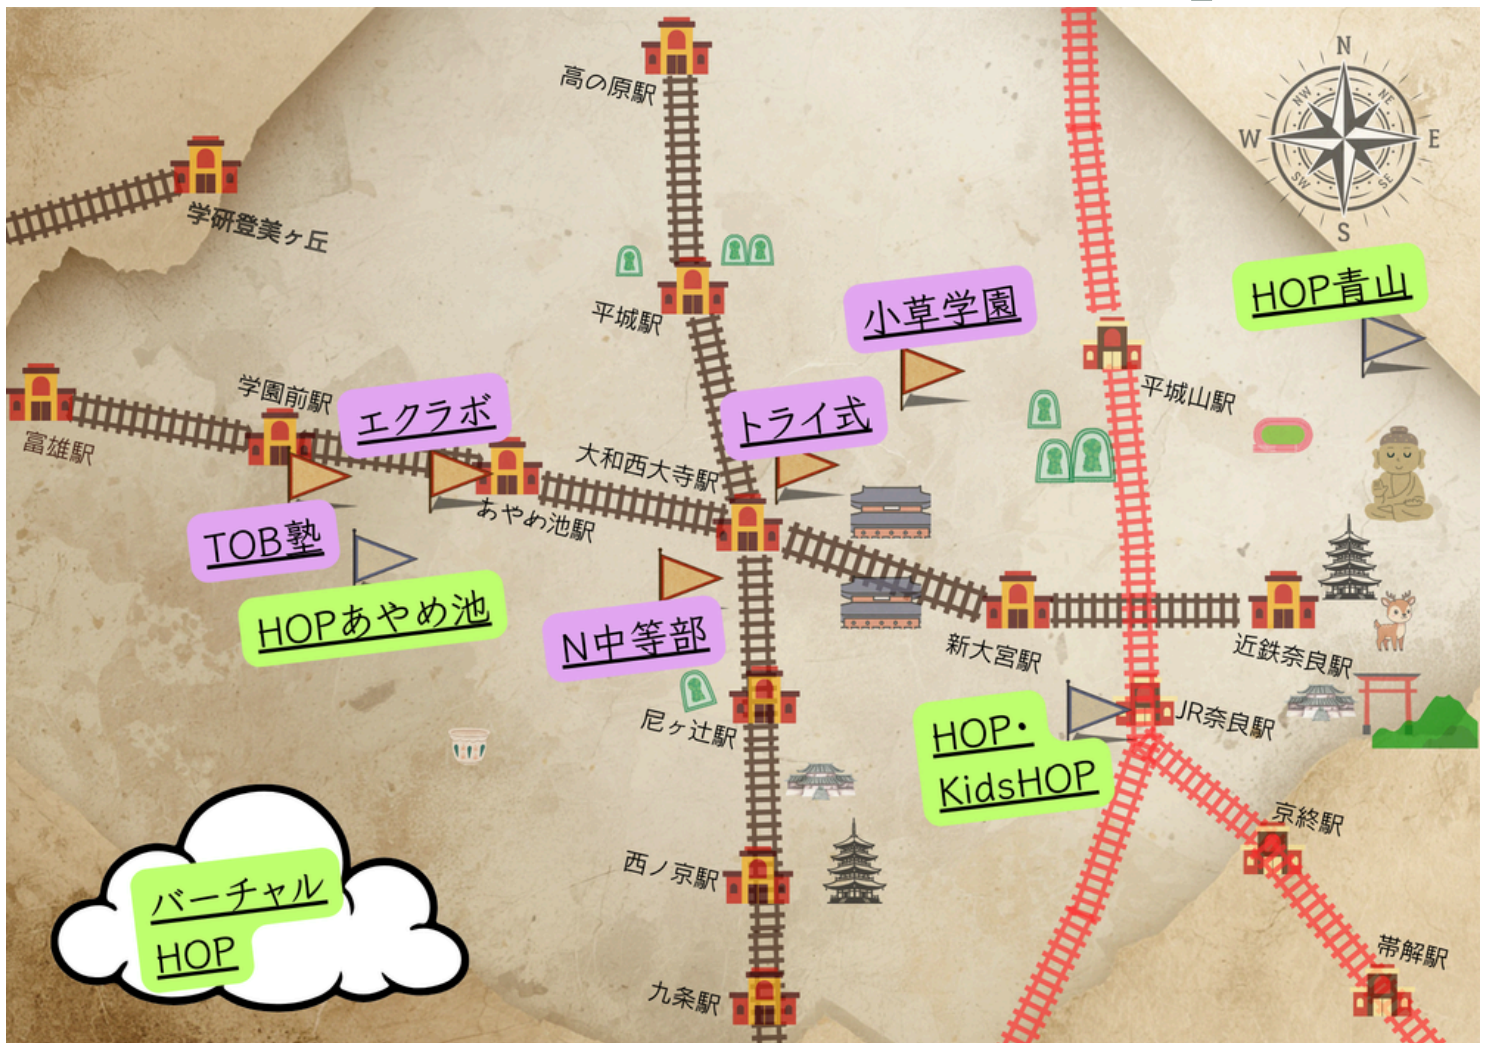 高の原駅
N
NW
NE
W
E
SW
SE
S
学研登美ヶ丘
HOP青山
平城駅
小草学園
学園前駅
エクラボ
トライ式
平城山駅
富雄駅
大和西大寺駅
あやめ池駅
TOB塾
HOPあやめ池
N中等部
新大宮駅
近鉄奈良駅
尼ヶ辻駅
HOP・
KidsHOP
JR奈良駅
京終駅
西ノ京駅
バーチャル
HOP
帯解駅
九条駅